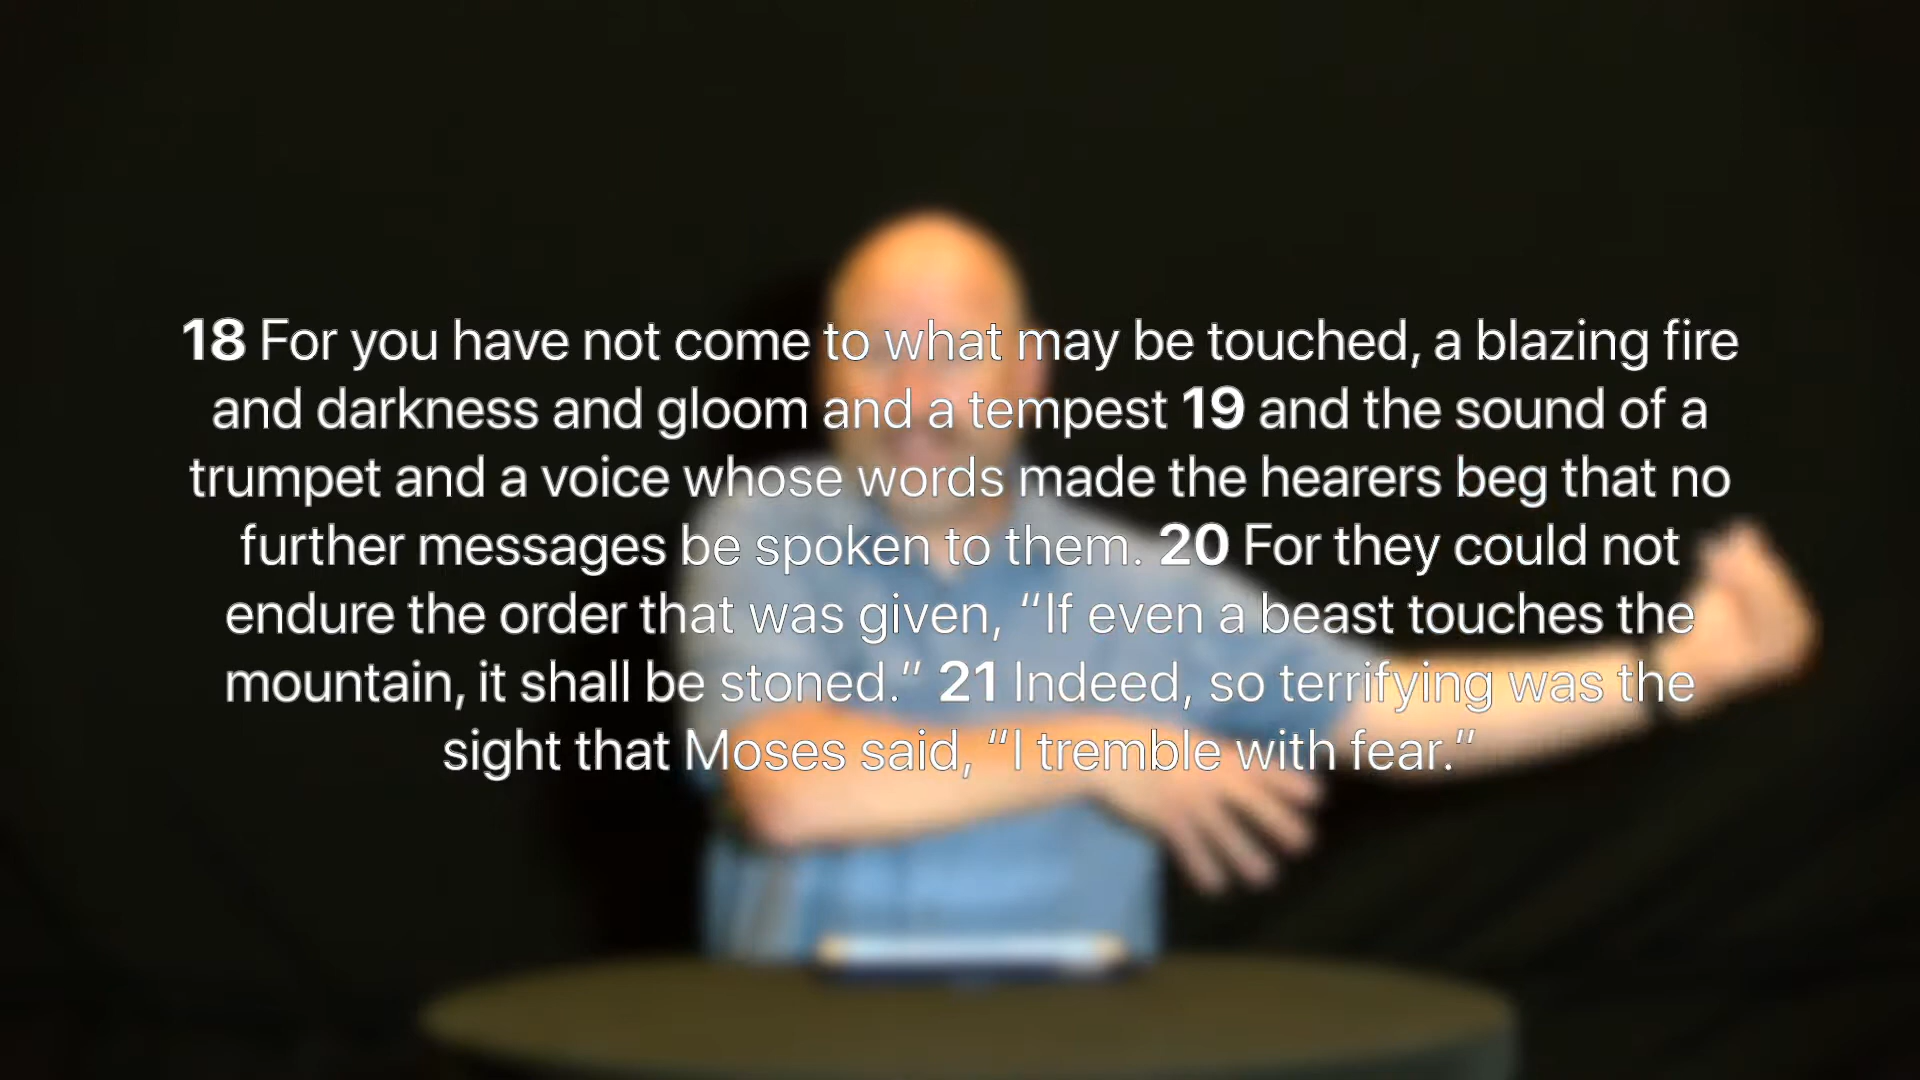 18 For you have not come to what may be touched, a blazing fire
and darkness and gloom and a tempest 19 and the sound of a
trumpet and a voice whose words made the hearers beg that no
further messages be spoken to them. 20 For they could not
endure the order that was given, “If even a beast touches the
mountain, it shall be stoned.” 21 Indeed, so terrifying was the
sight that Moses said, “I tremble with fear.”